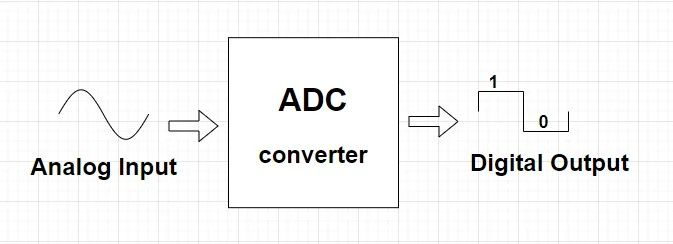 ADC
converter
Analog Input
1
0
Digital Output